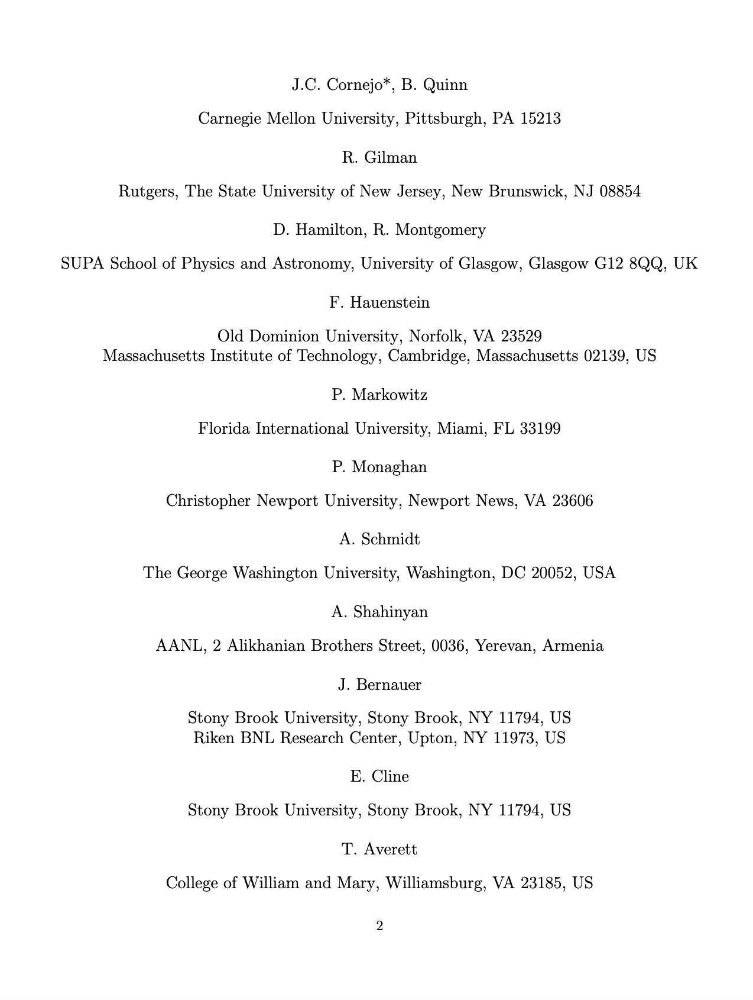 J.C. Cornejo*, B. Quinn
Carnegie Mellon University, Pittsburgh, PA 15213
R. Gilman
Rutgers, The State University of New Jersey, New Brunswick, NJ 08854
D. Hamilton, R. Montgomery
SUPA School of Physics and Astronomy, University of Glasgow, Glasgow G12 8QQ, UK
F. Hauenstein
Old Dominion University, Norfolk, VA 23529
Massachusetts Institute of Technology, Cambridge, Massachusetts 02139, US
P. Markowitz
Florida International University, Miami, FL 33199
P. Monaghan
Christopher Newport University, Newport News, VA 23606
A. Schmidt
The George Washington University, Washington, DC 20052, USA
A. Shahinyan
AANL, 2 Alikhanian Brothers Street, 0036, Yerevan, Armenia
J. Bernauer
Stony Brook University, Stony Brook, NY 11794, US
Riken BNL Research Center, Upton, NY 11973, US
E. Cline
Stony Brook University, Stony Brook, NY 11794, US
T. Averett
College of William and Mary, Williamsburg, VA 23185, US
2